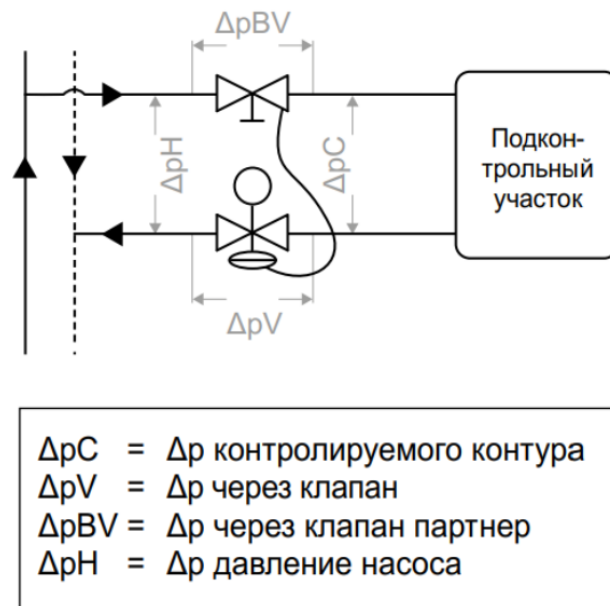 ΔpBV
ΔpH
ΔpC
Подкон-
трольный
участок
ΔpV
ΔpC = Δp контролируемого контура
ΔpV = Δp через клапан
ΔpBV = Δp через клапан партнер
ΔpH = Δp давление насоса